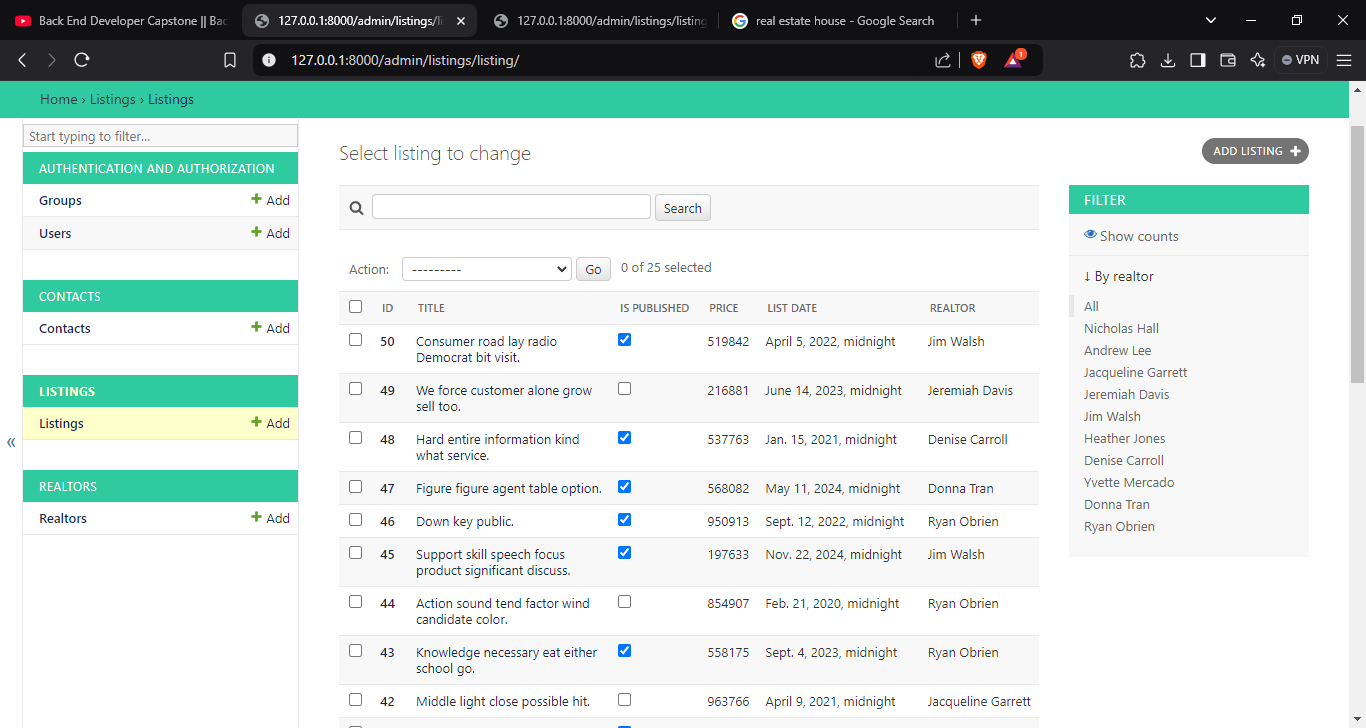 Back End Developer Capstone || Bac
127.0.0.1:8000/admin/listings/li
127.0.0.1:8000/admin/listings/listing
real estate house - Google Search
127.0.0.1:8000/admin/listings/listing/
1
VPN
Home › Listings › Listings
Start typing to filter...
AUTHENTICATION AND AUTHORIZATION
Groups + Add
Users + Add
CONTACTS
Contacts + Add
LISTINGS
Listings + Add
REALTORS
Realtors + Add
«
Select listing to change
ADD LISTING +
Search
Action: --------- Go 0 of 25 selected
ID TITLE IS PUBLISHED PRICE LIST DATE REALTOR
50 Consumer road lay radio 519842 April 5, 2022, midnight Jim Walsh
Democrat bit visit.
49 We force customer alone grow 216881 June 14, 2023, midnight Jeremiah Davis
sell too.
48 Hard entire information kind 537763 Jan. 15, 2021, midnight Denise Carroll
what service.
47 Figure figure agent table option. 568082 May 11, 2024, midnight Donna Tran
46 Down key public. 950913 Sept. 12, 2022, midnight Ryan Obrien
45 Support skill speech focus 197633 Nov. 22, 2024, midnight Jim Walsh
product significant discuss.
44 Action sound tend factor wind 854907 Feb. 21, 2020, midnight Ryan Obrien
candidate color.
43 Knowledge necessary eat either 558175 Sept. 4, 2023, midnight Ryan Obrien
school go.
42 Middle light close possible hit. 963766 April 9, 2021, midnight Jacqueline Garrett
FILTER
Show counts
↓ By realtor
All
Nicholas Hall
Andrew Lee
Jacqueline Garrett
Jeremiah Davis
Jim Walsh
Heather Jones
Denise Carroll
Yvette Mercado
Donna Tran
Ryan Obrien